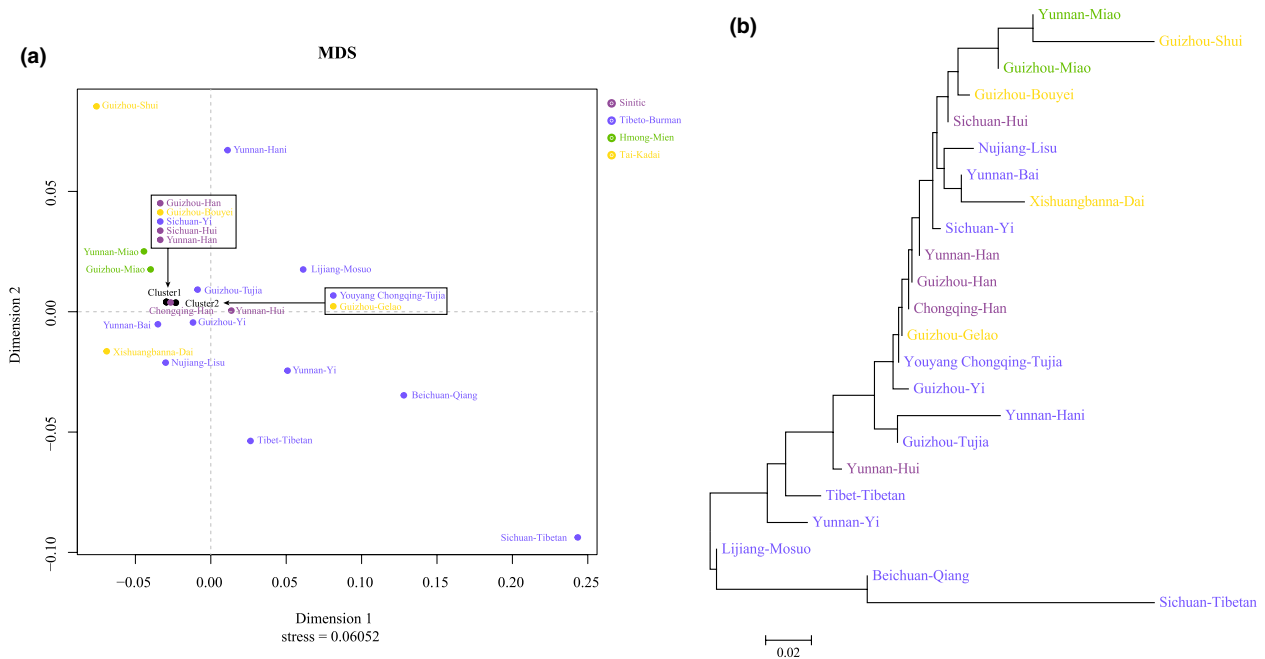 (a)
MDS
Guizhou-Shui
Yunnan-Hani
Guizhou-Han
Guizhou-Bouyei
Sichuan-Yi
Sichuan-Hui
Yunnan-Han
Yunnan-Miao
Guizhou-Miao
Lijiang-Mosuo
Cluster1
Guizhou-Tujia
Cluster2
Youyang Chongqing-Tujia
Guizhou-Gelao
Chongqing-Han
Yunnan-Hui
Yunnan-Bai
Guizhou-Yi
Xishuangbanna-Dai
Nujiang-Lisu
Yunnan-Yi
Beichuan-Qiang
Tibet-Tibetan
Sichuan-Tibetan
Sinitic
Tibeto-Burman
Hmong-Mien
Tai-Kadai
Dimension 2
0.05
0.00
−0.05
−0.10
−0.05
0.00
0.05
0.10
0.15
0.20
0.25
Dimension 1
stress = 0.06052
(b)
Yunnan-Miao
Guizhou-Shui
Guizhou-Miao
Guizhou-Bouyei
Sichuan-Hui
Nujiang-Lisu
Yunnan-Bai
Xishuangbanna-Dai
Sichuan-Yi
Yunnan-Han
Guizhou-Han
Chongqing-Han
Guizhou-Gelao
Youyang Chongqing-Tujia
Guizhou-Yi
Yunnan-Hani
Guizhou-Tujia
Yunnan-Hui
Tibet-Tibetan
Yunnan-Yi
Lijiang-Mosuo
Beichuan-Qiang
Sichuan-Tibetan
0.02